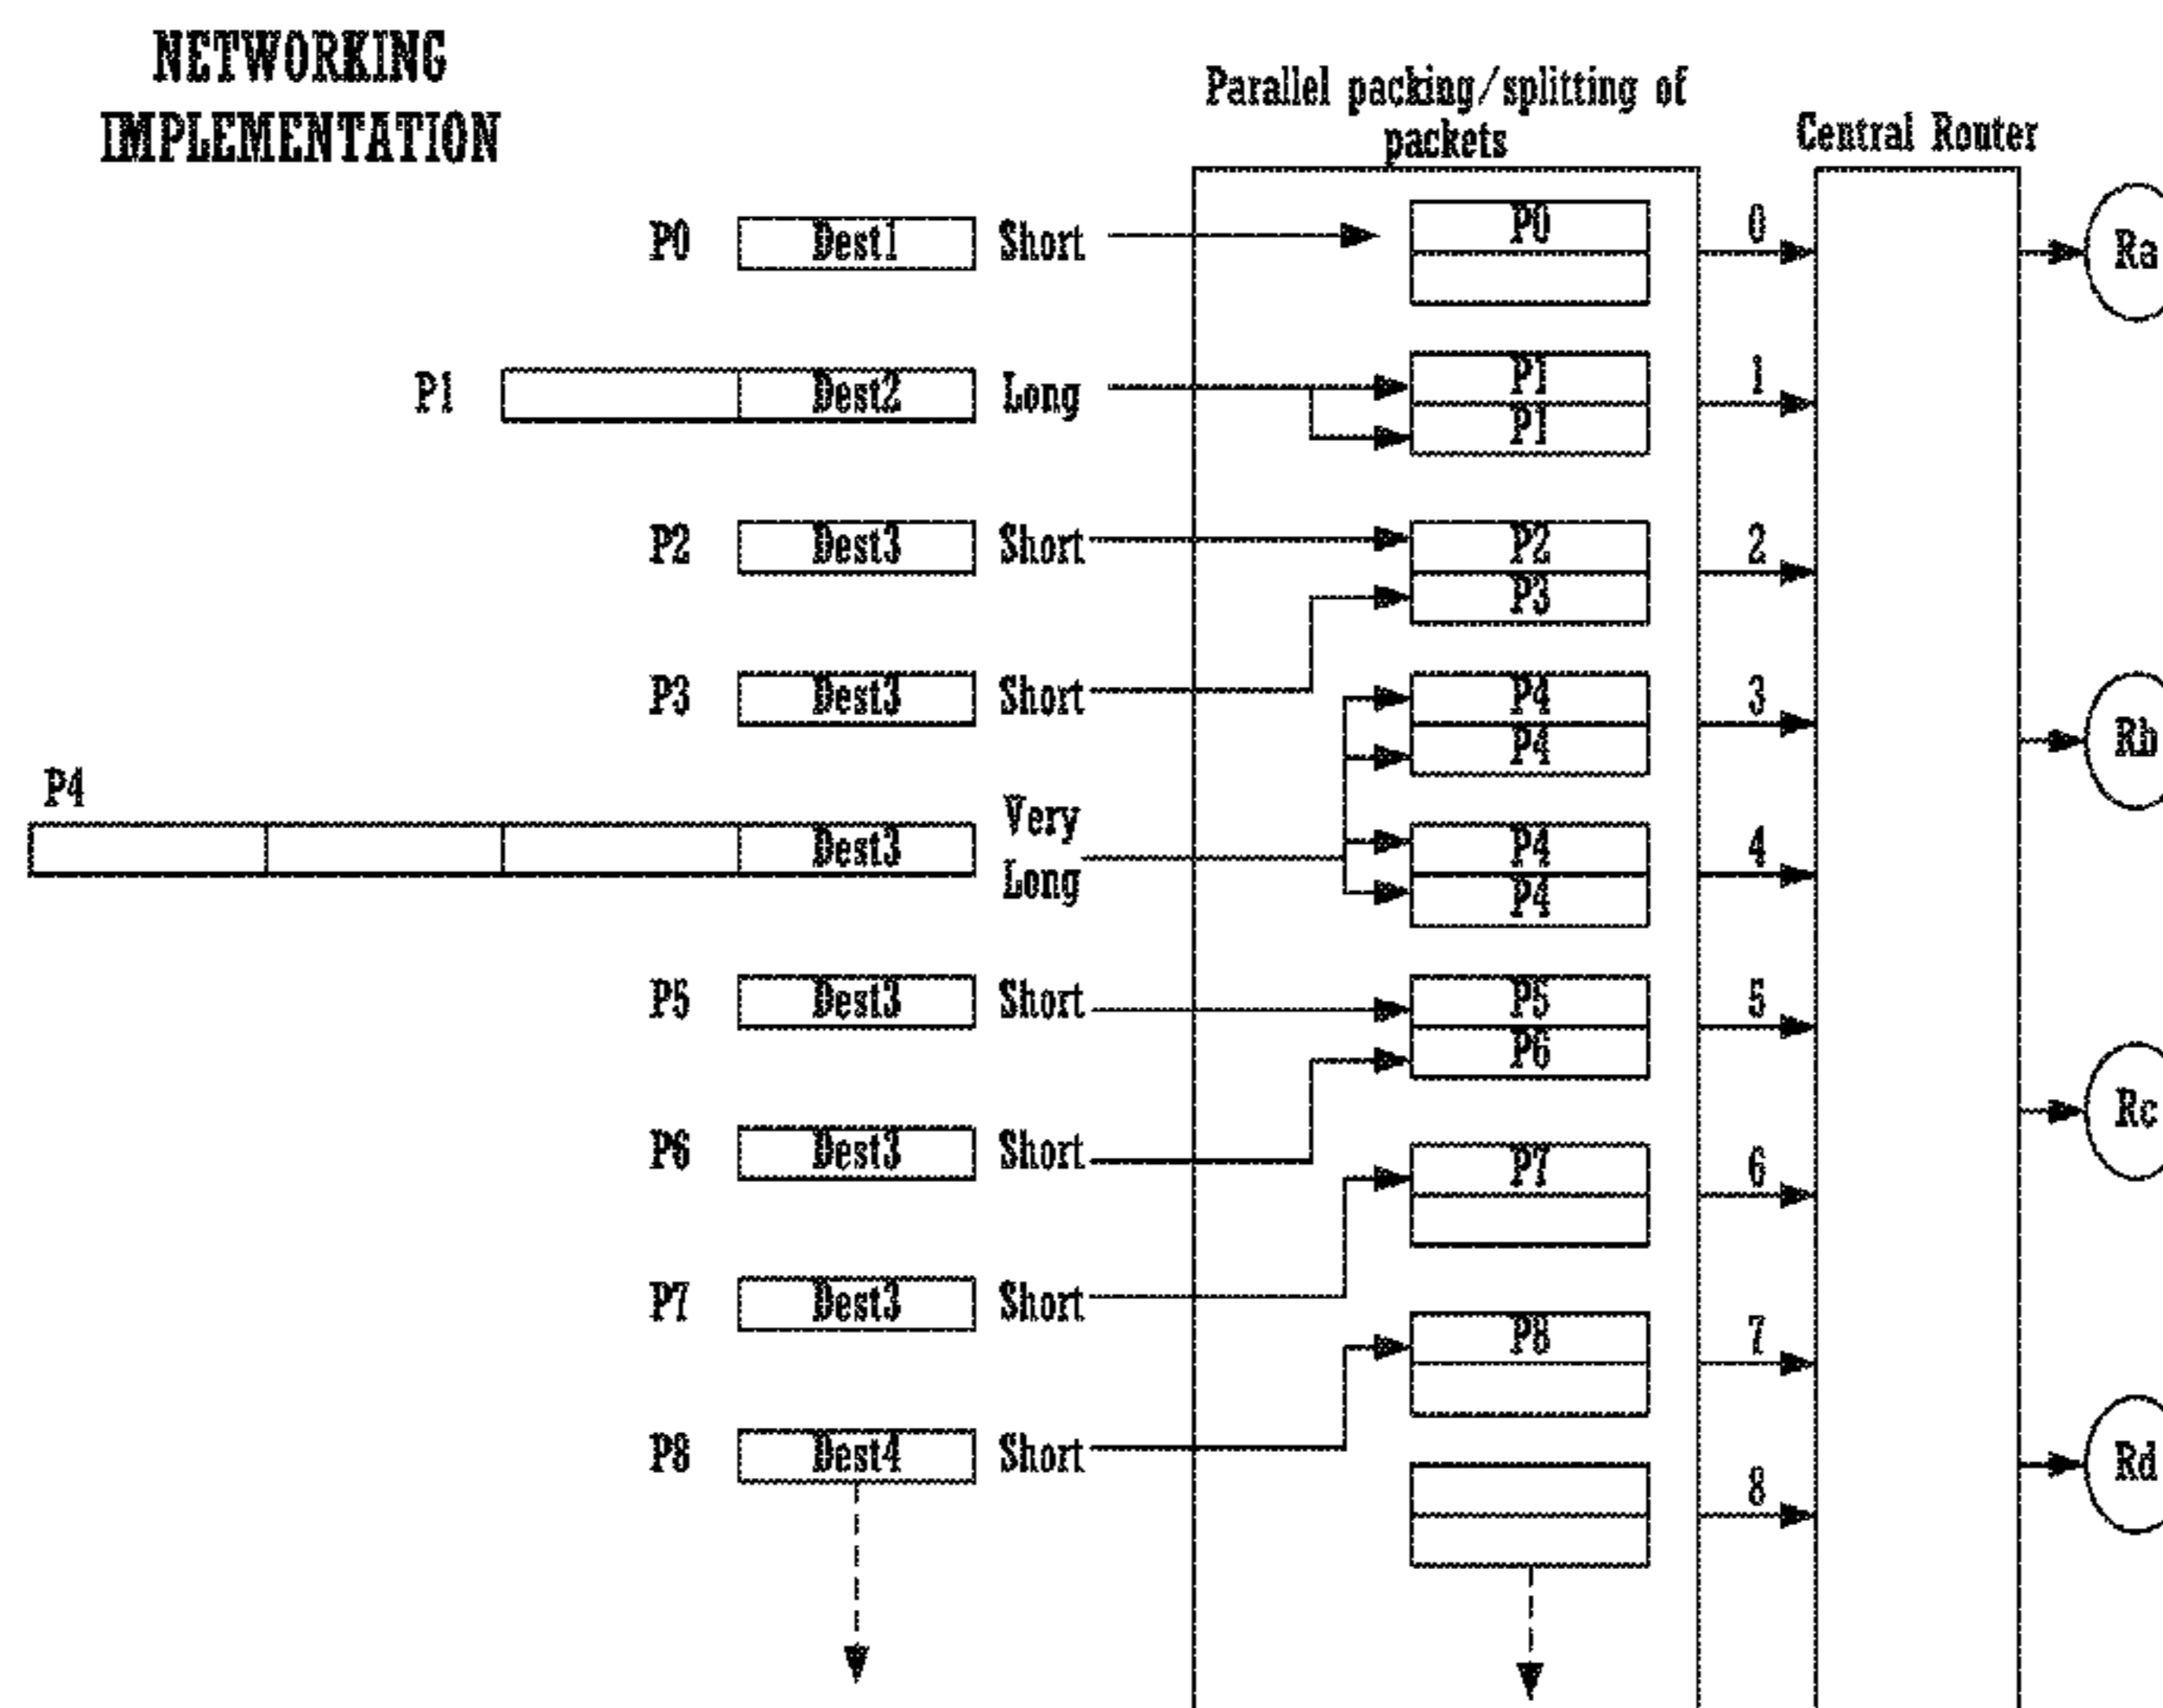 NETWORKING
IMPLEMENTATION
Parallel packing/splitting of
packets
Central Router
P0 Dest1 Short P0 0 Ra
P1 Dest2 Long P1 1
P1
P2 Dest3 Short P2 2
P3
P3 Dest3 Short P4 3 Rb
P4
P4
Dest3 Very
Long
P4 4
P4
P5 Dest3 Short P5 5
P6
P6 Dest3 Short P7 6 Rc
P7 Dest3 Short P8 7
P8 Dest4 Short 8 Rd